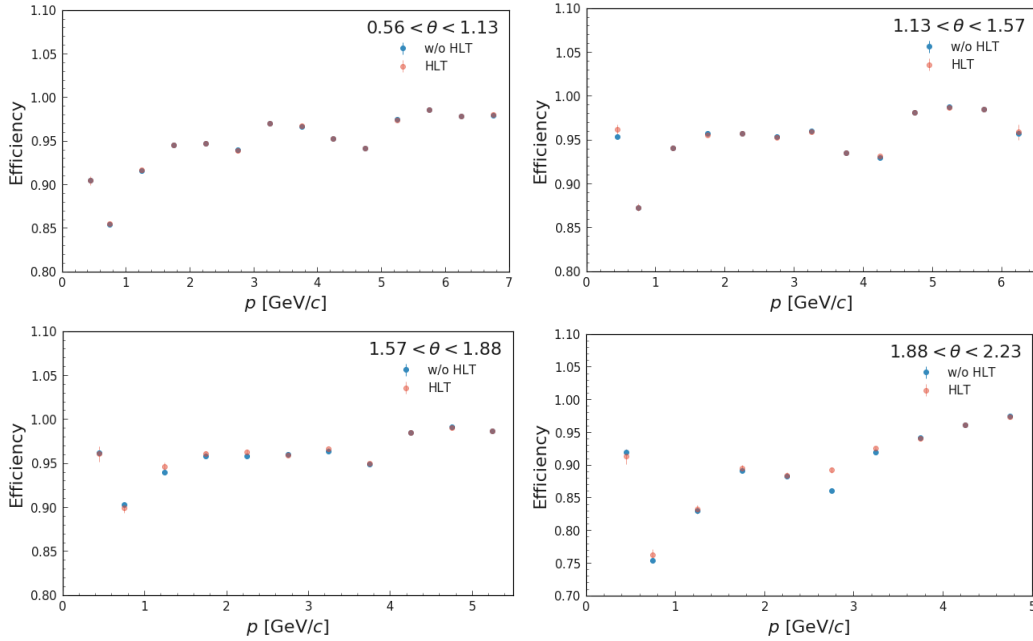 0.56 < θ < 1.13
w/o HLT
HLT
Efficiency
1.10
1.05
1.00
0.95
0.90
0.85
0.80
0 1 2 3 4 5 6 7
p [GeV/c]
1.13 < θ < 1.57
w/o HLT
HLT
Efficiency
1.10
1.05
1.00
0.95
0.90
0.85
0.80
0 1 2 3 4 5 6
p [GeV/c]
1.57 < θ < 1.88
w/o HLT
HLT
Efficiency
1.10
1.05
1.00
0.95
0.90
0.85
0.80
0 1 2 3 4 5
p [GeV/c]
1.88 < θ < 2.23
w/o HLT
HLT
Efficiency
1.10
1.05
1.00
0.95
0.90
0.85
0.80
0.75
0.70
0 1 2 3 4 5
p [GeV/c]